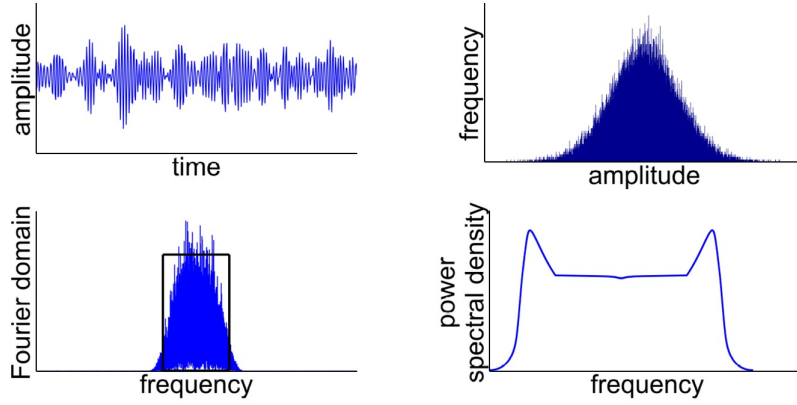 amplitude
time
frequency
amplitude
Fourier domain
frequency
power
spectral density
frequency